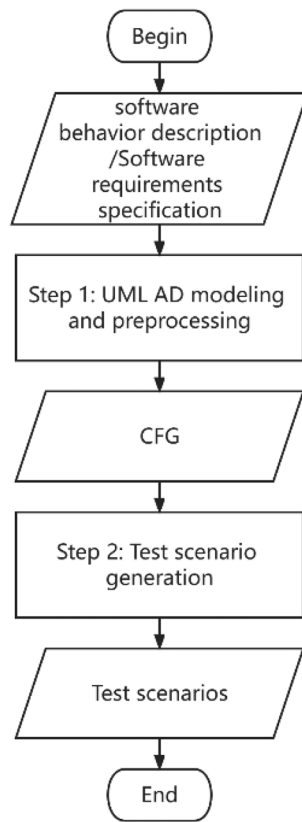 Begin
software
behavior description
/Software
requirements
specification
Step 1: UML AD modeling
and preprocessing
CFG
Step 2: Test scenario
generation
Test scenarios
End